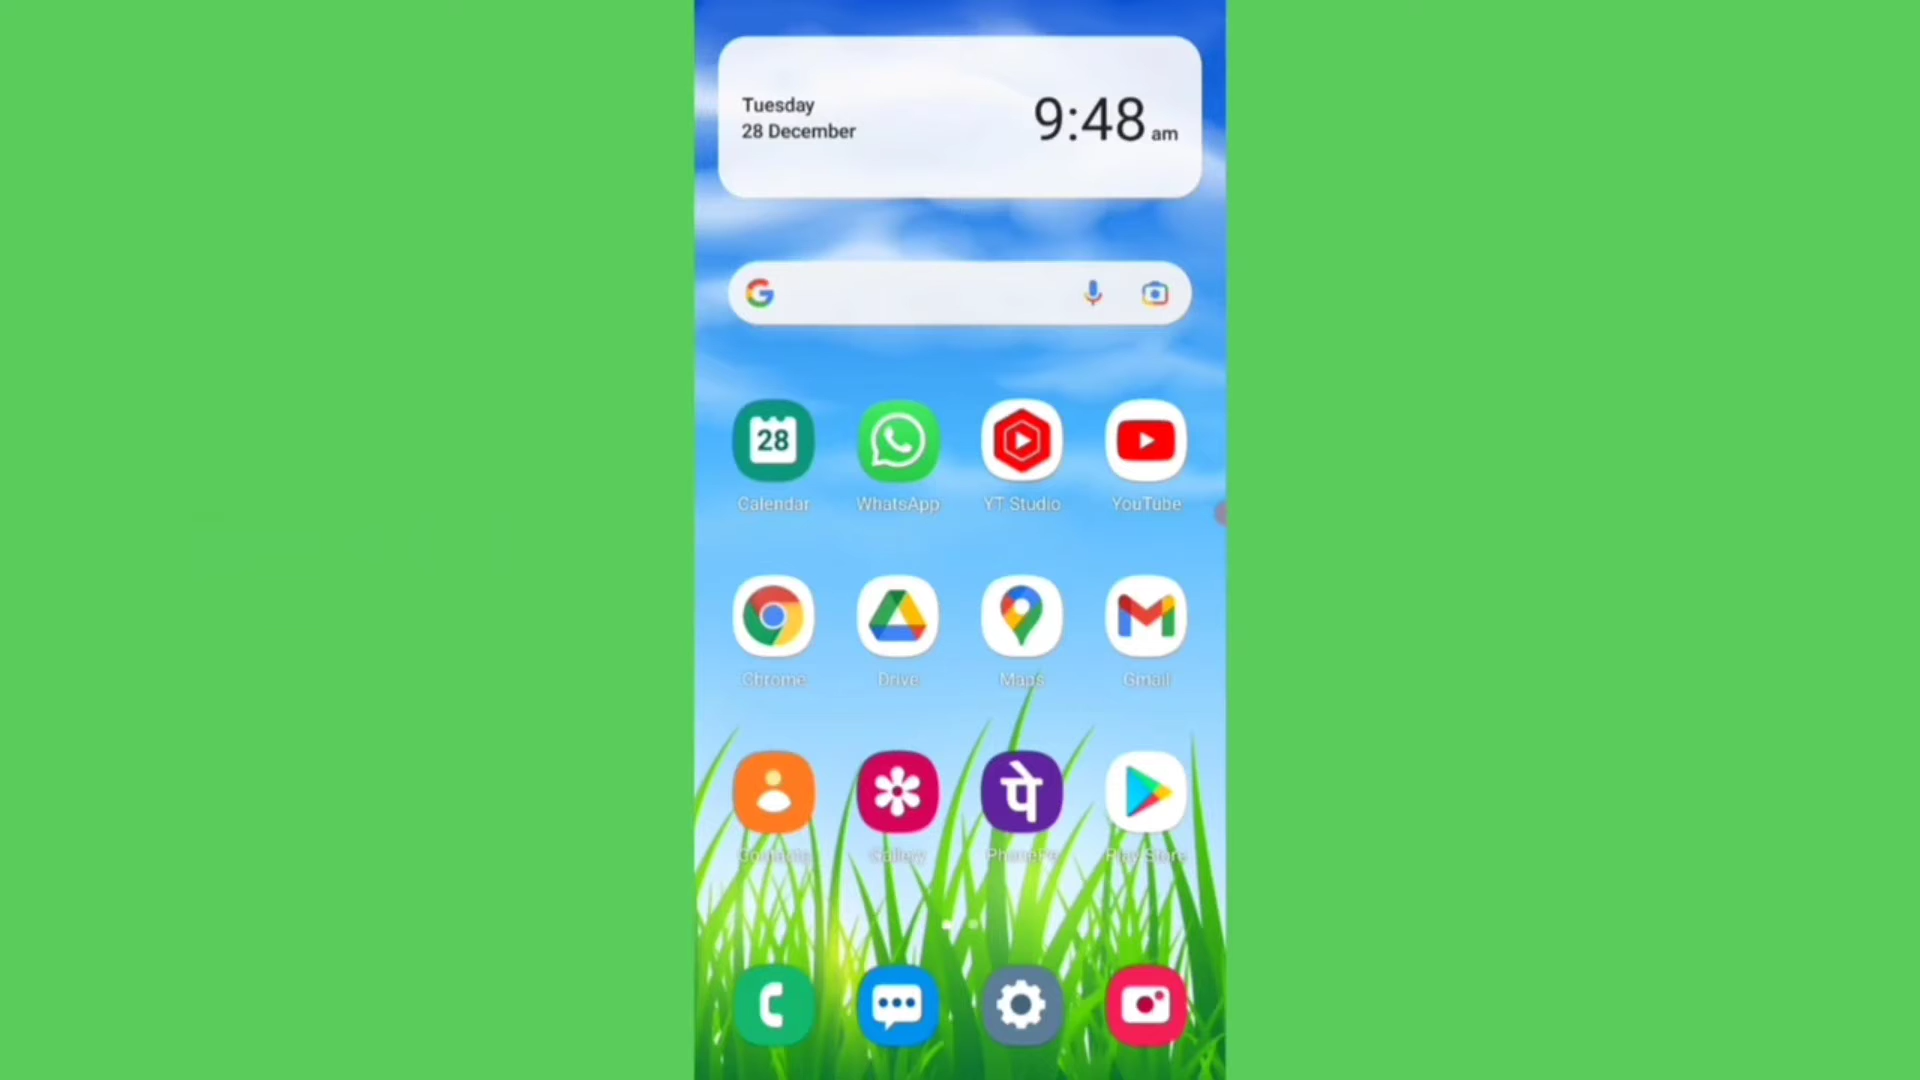 Tuesday
28 December
9:48 am
28
Calendar
WhatsApp
YT Studio
YouTube
Chrome
Drive
Maps
Gmail
पे
Contacts
Gallery
PhonePe
Play Store